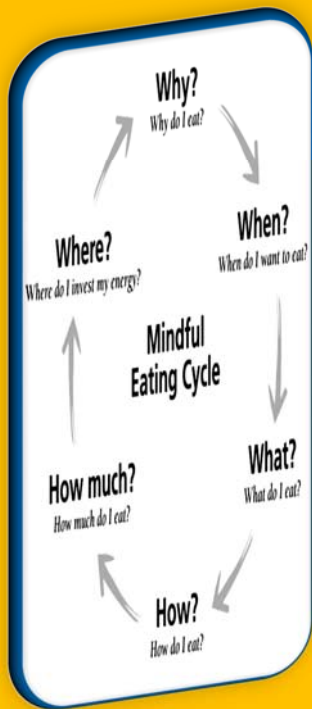 Why?
Why do I eat?
When?
When do I want to eat?
What?
What do I eat?
How?
How do I eat?
How much?
How much do I eat?
Where?
Where do I invest my energy?
Mindful
Eating Cycle